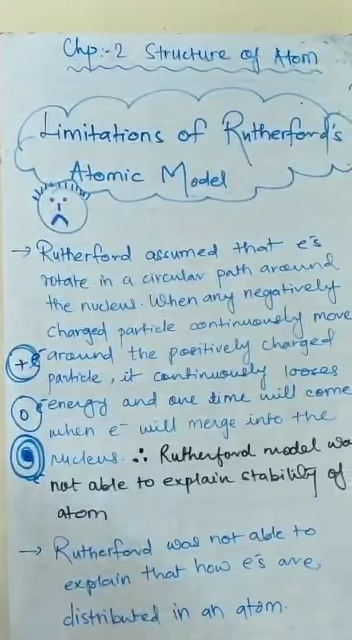 Chp:-2 Structure of Atom
Limitations of Rutherford's
Atomic Model
→ Rutherford assumed that e⁻s
rotate in a circular path around
the nucleus. When any negatively
charged particle continuously move
around the positively charged
particle, it continuously looses
energy and one time will come
when e⁻ will merge into the
nucleus. ∴ Rutherford model was
not able to explain stability of
atom
→ Rutherford was not able to
explain that how e⁻s are
distributed in an atom.